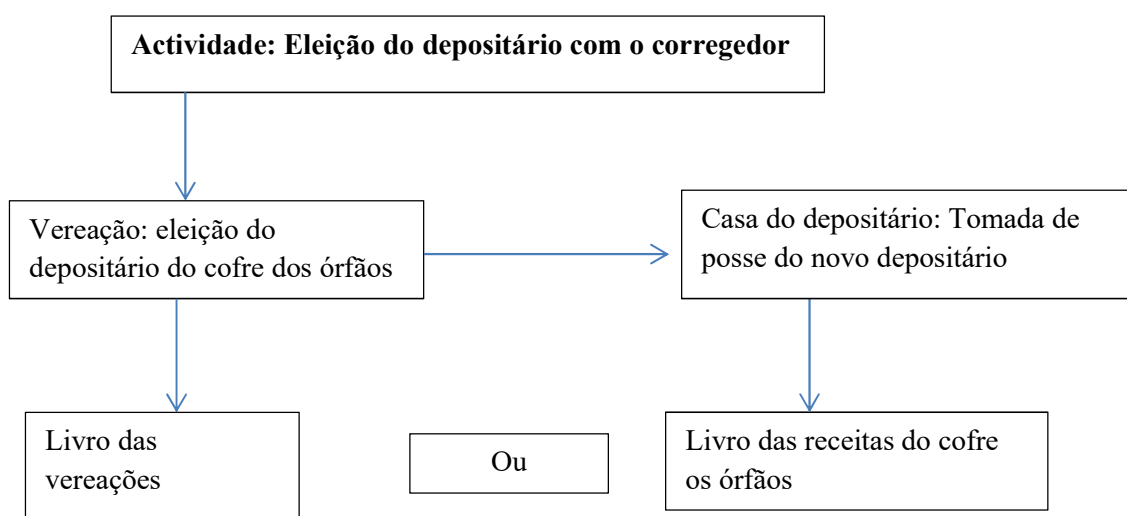 Actividade: Eleição do depositário com o corregedor
Vereação: eleição do
depositário do cofre dos órfãos
Casa do depositário: Tomada de
posse do novo depositário
Livro das
vereações
Ou
Livro das receitas do cofre
os órfãos